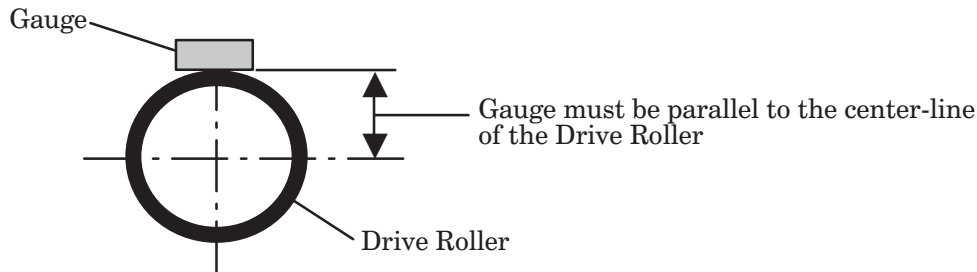 Gauge
Gauge must be parallel to the center-line
of the Drive Roller
Drive Roller